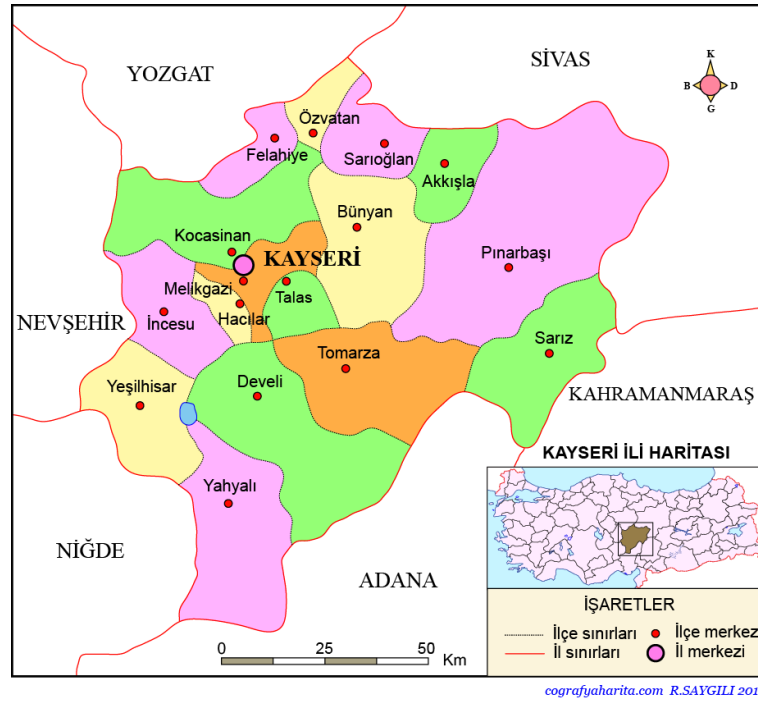 YOZGAT
SİVAS
K
B
D
G
Özvatan
Felahiye
Sarıoğlan
Akkışla
Bünyan
Kocasinan
KAYSERİ
Pınarbaşı
Melikgazi
Talas
Hacılar
NEVŞEHİR
İncesu
Sarız
Tomarza
Yeşilhisar
Develi
KAHRAMANMARAŞ
Yahyalı
NİĞDE
ADANA
KAYSERİ İLİ HARİTASI
İŞARETLER
İlçe sınırları
İlçe merkez
İl sınırları
İl merkezi
0 25 50
Km
cografyaharita.com R.SAYGILI 201